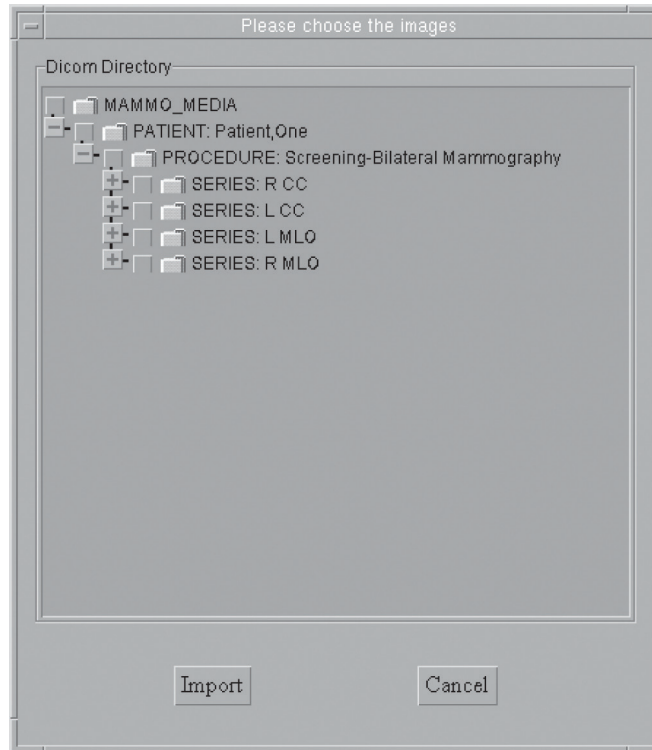 Please choose the images
Dicom Directory
MAMMO_MEDIA
PATIENT: Patient,One
PROCEDURE: Screening-Bilateral Mammography
SERIES: R CC
SERIES: L CC
SERIES: L MLO
SERIES: R MLO
Import
Cancel